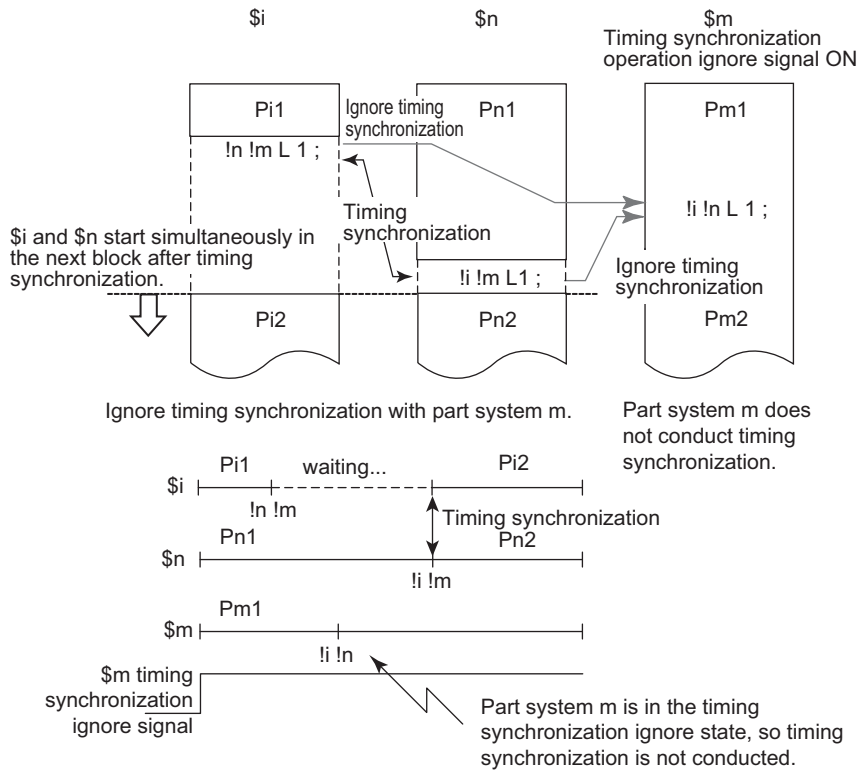 $i
$n
$m
Timing synchronization
operation ignore signal ON
Pi1
Ignore timing
synchronization
Pn1
Pm1
!n !m L 1 ;
Timing
synchronization
!i !n L 1 ;
$i and $n start simultaneously in
the next block after timing
synchronization.
!i !m L1 ;
Ignore timing
synchronization
Pi2
Pn2
Pm2
Ignore timing synchronization with part system m.
Part system m does
not conduct timing
synchronization.
Pi1
waiting...
Pi2
$i
!n !m
Timing synchronization
Pn1
Pn2
$n
!i !m
Pm1
$m
!i !n
$m timing
synchronization
ignore signal
Part system m is in the timing
synchronization ignore state, so timing
synchronization is not conducted.